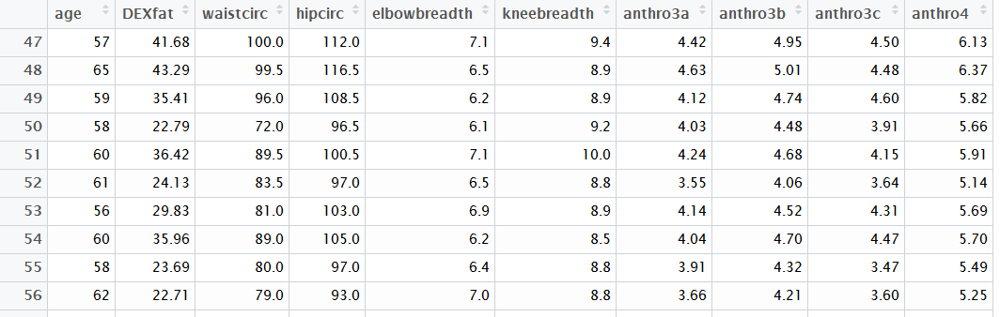 age DEXfat waistcirc hipcirc elbowbreadth kneebreadth anthro3a anthro3b anthro3c anthro4
47 57 41.68 100.0 112.0 7.1 9.4 4.42 4.95 4.50 6.13
48 65 43.29 99.5 116.5 6.5 8.9 4.63 5.01 4.48 6.37
49 59 35.41 96.0 108.5 6.2 8.9 4.12 4.74 4.60 5.82
50 58 22.79 72.0 96.5 6.1 9.2 4.03 4.48 3.91 5.66
51 60 36.42 89.5 100.5 7.1 10.0 4.24 4.68 4.15 5.91
52 61 24.13 83.5 97.0 6.5 8.8 3.55 4.06 3.64 5.14
53 56 29.83 81.0 103.0 6.9 8.9 4.14 4.52 4.31 5.69
54 60 35.96 89.0 105.0 6.2 8.5 4.04 4.70 4.47 5.70
55 58 23.69 80.0 97.0 6.4 8.8 3.91 4.32 3.47 5.49
56 62 22.71 79.0 93.0 7.0 8.8 3.66 4.21 3.60 5.25